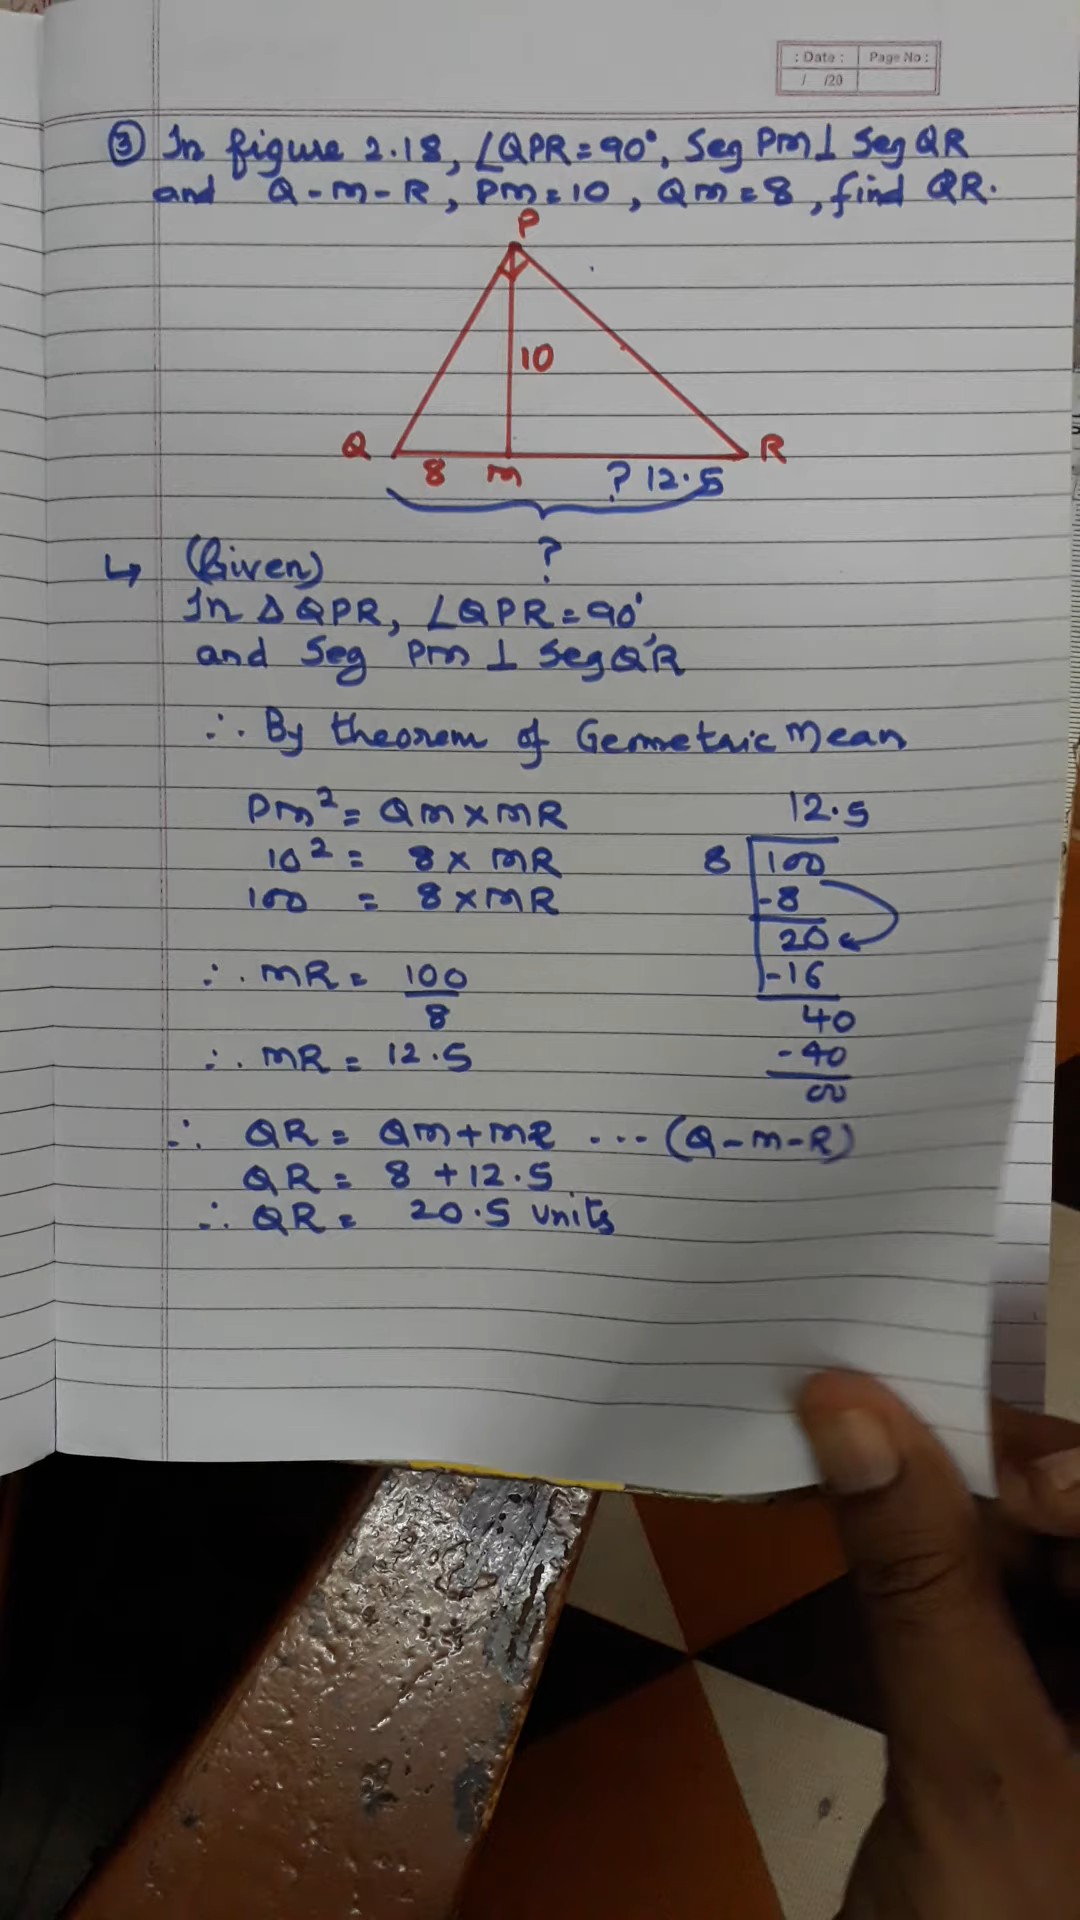 : Date : Page No :
/ /20
③ In figure 2.18, ∠QPR = 90°, Seg PM ⊥ Seg QR
and Q-M-R, PM = 10, QM = 8, find QR.
P
10
Q R
8 M ? 12.5
?
↳ (Given)
In Δ QPR, ∠QPR = 90°
and Seg PM ⊥ Seg QR
∴ By theorem of Geometric Mean
PM² = QM × MR
10² = 8 × MR
100 = 8 × MR
∴ MR = 100
8
∴ MR = 12.5
12.5
8 100
-8
20
-16
40
-40
00
∴ QR = QM + MR .... (Q-M-R)
QR = 8 + 12.5
∴ QR = 20.5 units